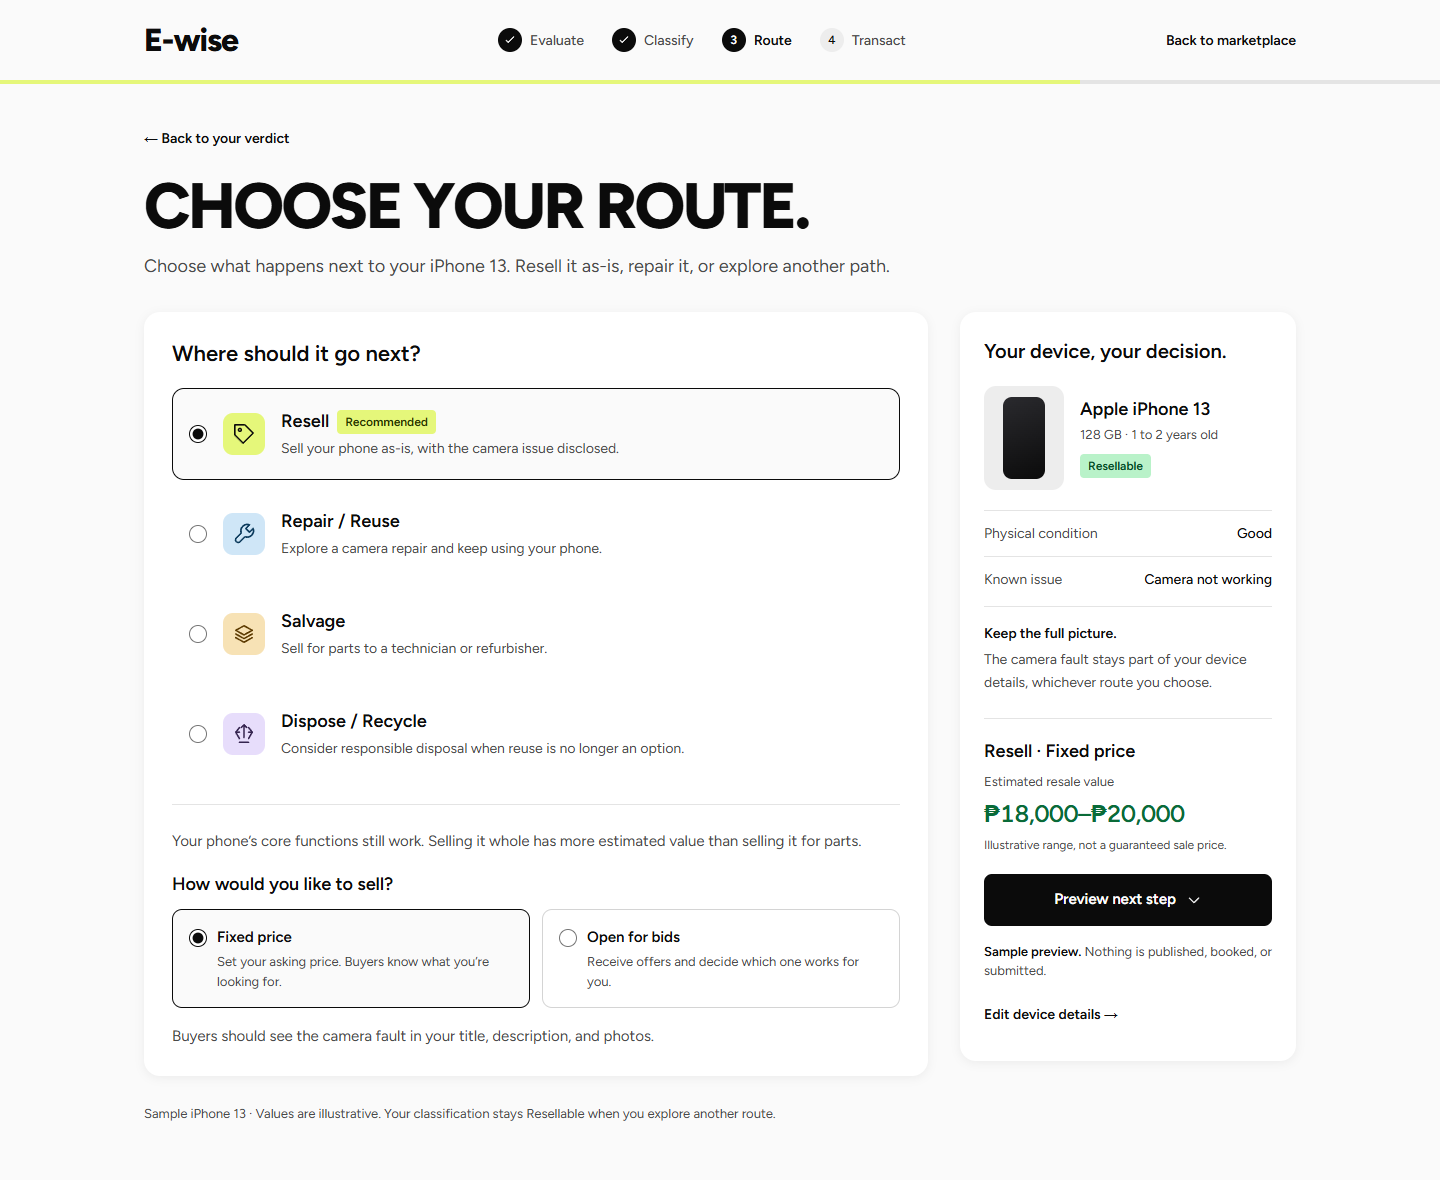 E-wise
Evaluate
Classify
3 Route
4 Transact
Back to marketplace
← Back to your verdict
CHOOSE YOUR ROUTE.
Choose what happens next to your iPhone 13. Resell it as-is, repair it, or explore another path.
Where should it go next?
Resell Recommended
Sell your phone as-is, with the camera issue disclosed.
Repair / Reuse
Explore a camera repair and keep using your phone.
Salvage
Sell for parts to a technician or refurbisher.
Dispose / Recycle
Consider responsible disposal when reuse is no longer an option.
Your phone’s core functions still work. Selling it whole has more estimated value than selling it for parts.
How would you like to sell?
Fixed price
Set your asking price. Buyers know what you’re
looking for.
Open for bids
Receive offers and decide which one works for
you.
Buyers should see the camera fault in your title, description, and photos.
Your device, your decision.
Apple iPhone 13
128 GB · 1 to 2 years old
Resellable
Physical condition Good
Known issue Camera not working
Keep the full picture.
The camera fault stays part of your device
details, whichever route you choose.
Resell · Fixed price
Estimated resale value
₱18,000–₱20,000
Illustrative range, not a guaranteed sale price.
Preview next step
Sample preview. Nothing is published, booked, or
submitted.
Edit device details →
Sample iPhone 13 · Values are illustrative. Your classification stays Resellable when you explore another route.